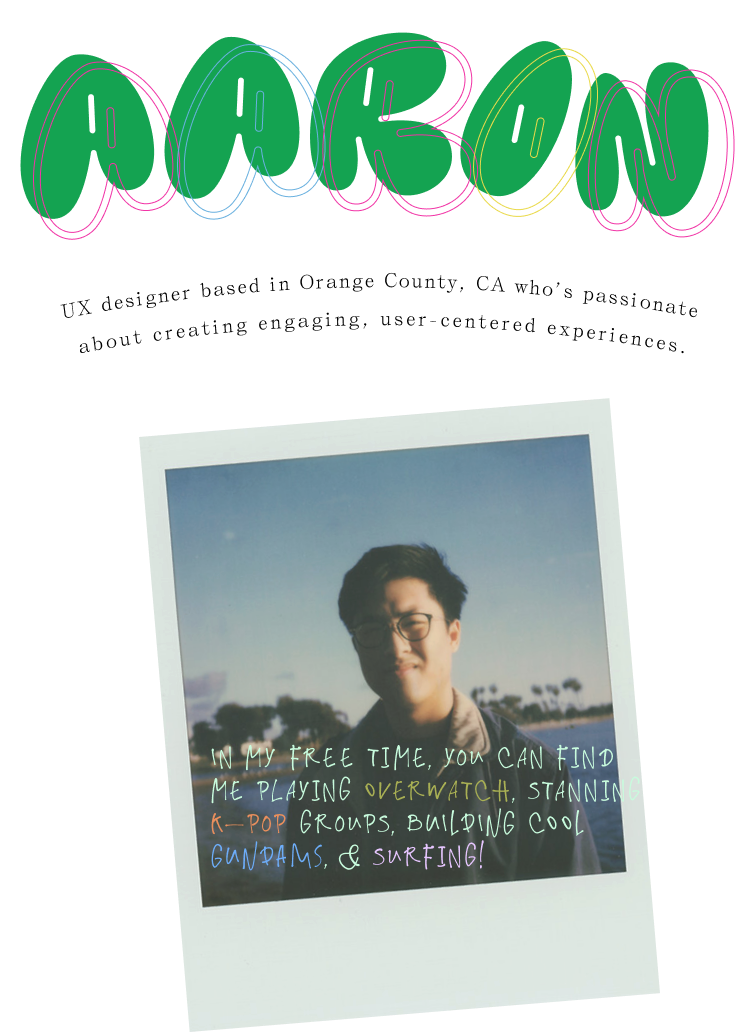 AARON
UX designer based in Orange County, CA who's passionate
about creating engaging, user-centered experiences.
IN MY FREE TIME, YOU CAN FIND
ME PLAYING OVERWATCH, STANNING
K-POP GROUPS, BUILDING COOL
GUNDAMS, & SURFING!